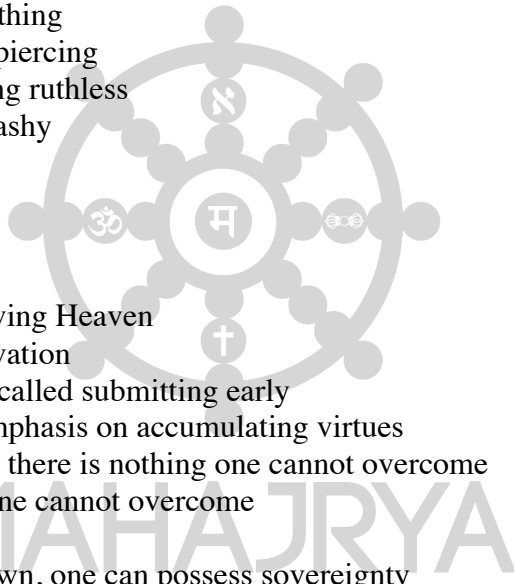 thing
piercing
ng ruthless
א
ashy
ॐ म
ving Heaven
vation
called submitting early
mphasis on accumulating virtues
there is nothing one cannot overcome
ne cannot overcome
MAHAJRYA
wn, one can possess sovereignty